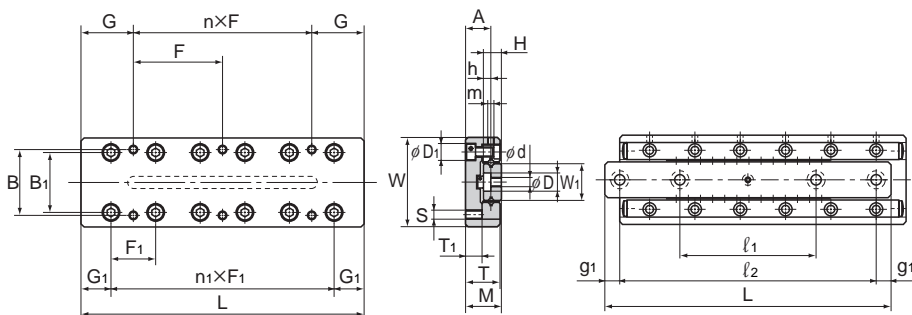 G
n×F
G
F
B
B1
F1
G1
n1×F1
G1
L
A
H
h
m
φD1
φd
W
φD
W1
S
T1
T
M
ℓ1
g1
ℓ2
g1
L